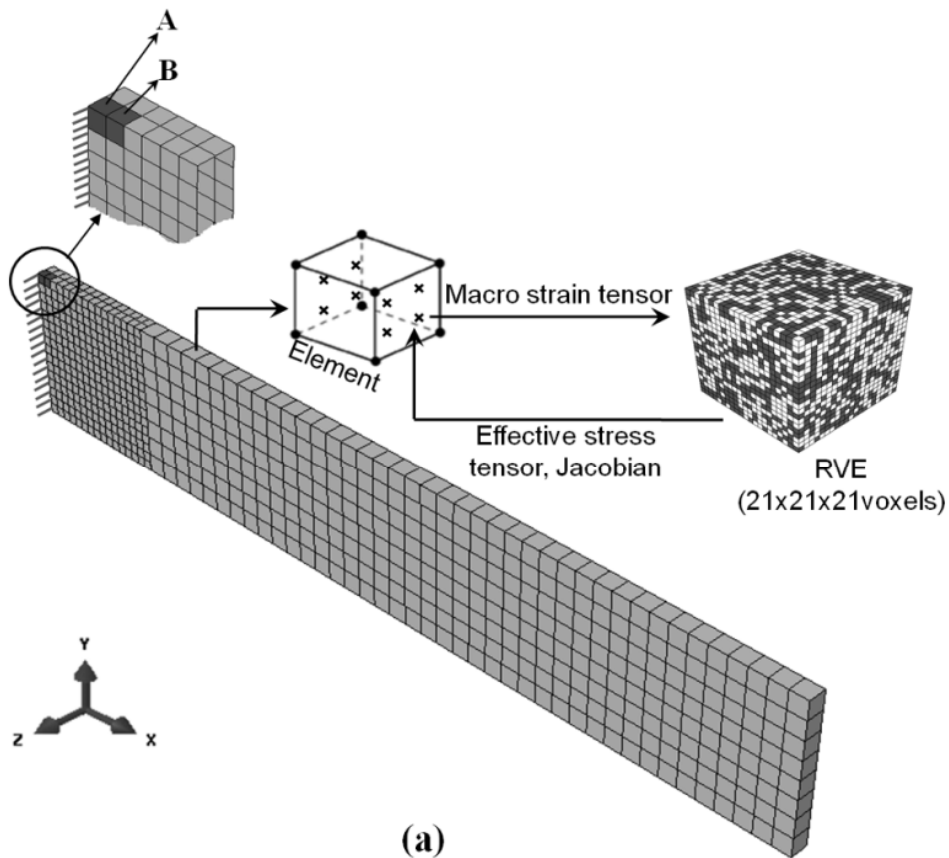 A
B
Macro strain tensor
Element
Effective stress
tensor, Jacobian
RVE
(21x21x21voxels)
Y
Z
X
(a)